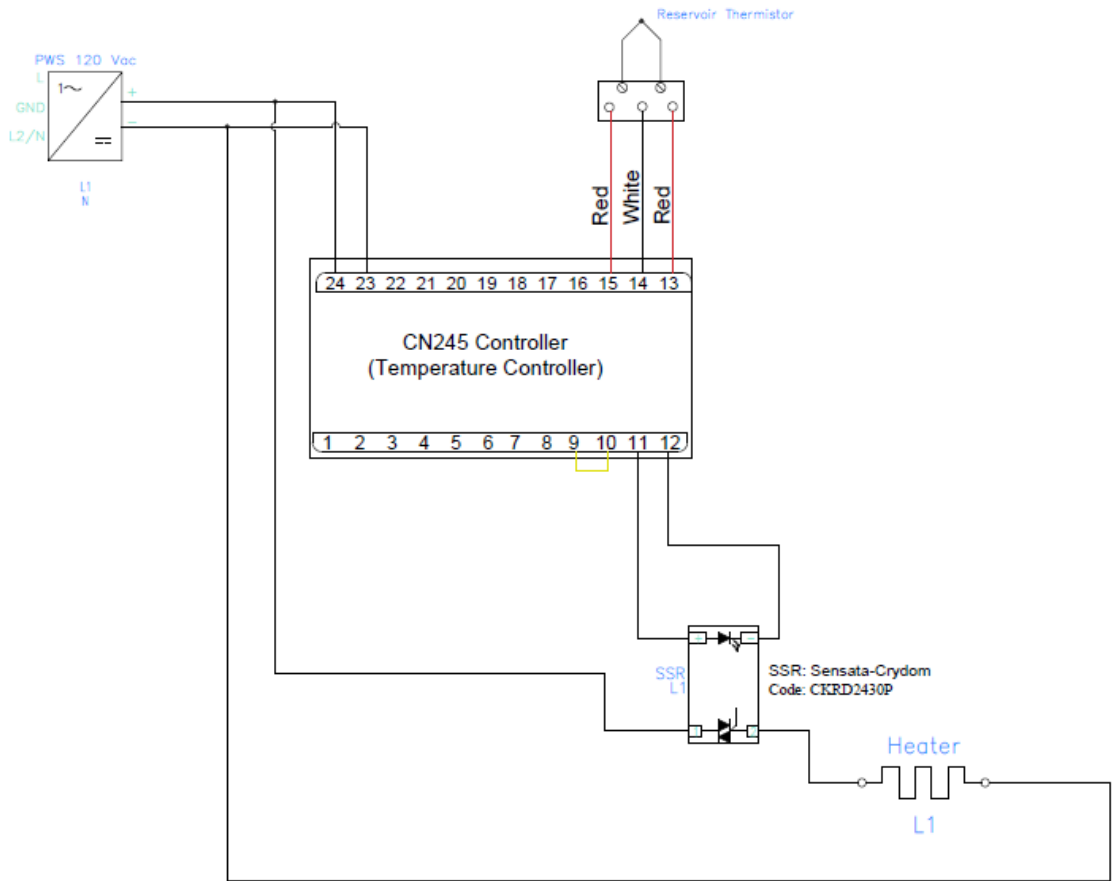 Reservoir Thermistor
PWS 120 Vac
L
1~
+
GND
L2/N
-
L1
N
Red
White
Red
24 23 22 21 20 19 18 17 16 15 14 13
CN245 Controller
(Temperature Controller)
1 2 3 4 5 6 7 8 9 10 11 12
+
-
SSR
L1
SSR: Sensata-Crydom
Code: CKRD2430P
1
2
Heater
L1